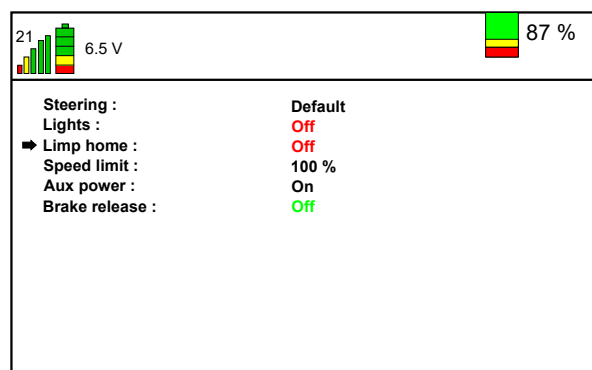 21
6.5 V
87 %
Steering : Default
Lights : Off
Limp home : Off
Speed limit : 100 %
Aux power : On
Brake release : Off